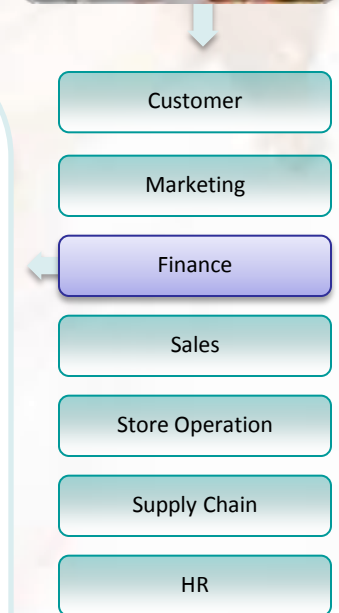 Customer
Marketing
Finance
Sales
Store Operation
Supply Chain
HR